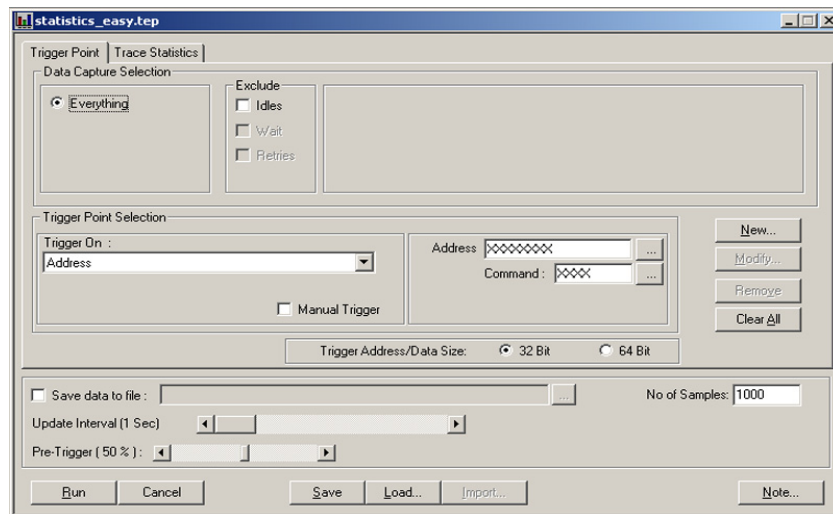 statistics_easy.tep
Trigger Point Trace Statistics
Data Capture Selection
Everything
Exclude
Idles
Wait
Retries
Trigger Point Selection
Trigger On :
Address
Manual Trigger
Address XXXXXXXX ...
Command : XXXX ...
New...
Modify...
Remove
Clear All
Trigger Address/Data Size: 32 Bit 64 Bit
Save data to file : ... No of Samples: 1000
Update Interval (1 Sec)
Pre-Trigger ( 50 % ) :
Run Cancel Save Load... Import... Note...